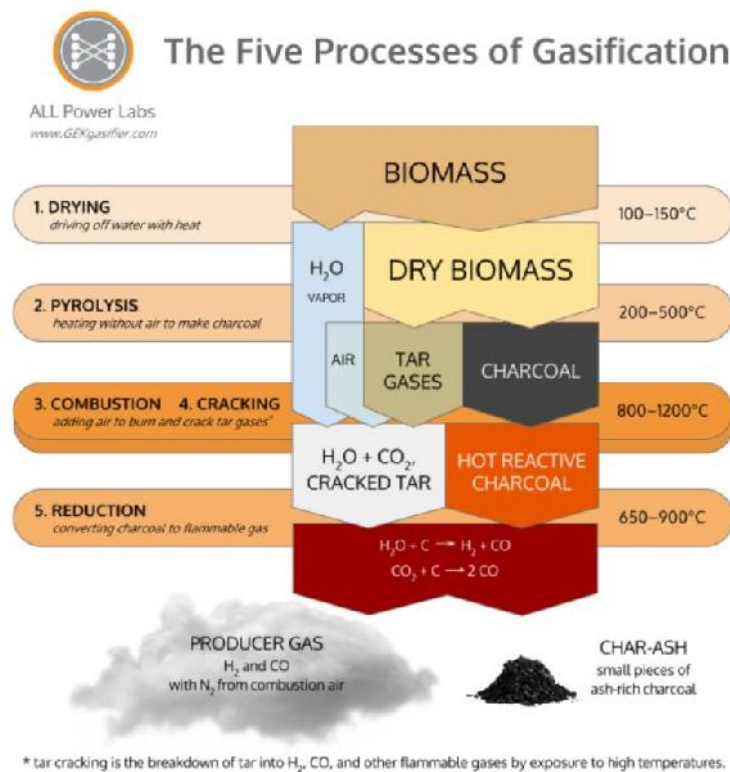 The Five Processes of Gasification
ALL Power Labs
www.GEKgasifier.com
BIOMASS
1. DRYING
driving off water with heat
100–150°C
H₂O
VAPOR
DRY BIOMASS
2. PYROLYSIS
heating without air to make charcoal
200–500°C
AIR
TAR
GASES
CHARCOAL
3. COMBUSTION 4. CRACKING
adding air to burn and crack tar gases*
800–1200°C
H₂O + CO₂,
CRACKED TAR
HOT REACTIVE
CHARCOAL
5. REDUCTION
converting charcoal to flammable gas
650–900°C
H₂O + C → H₂ + CO
CO₂ + C → 2 CO
PRODUCER GAS
H₂ and CO
with N₂ from combustion air
CHAR-ASH
small pieces of
ash-rich charcoal
* tar cracking is the breakdown of tar into H₂, CO, and other flammable gases by exposure to high temperatures.